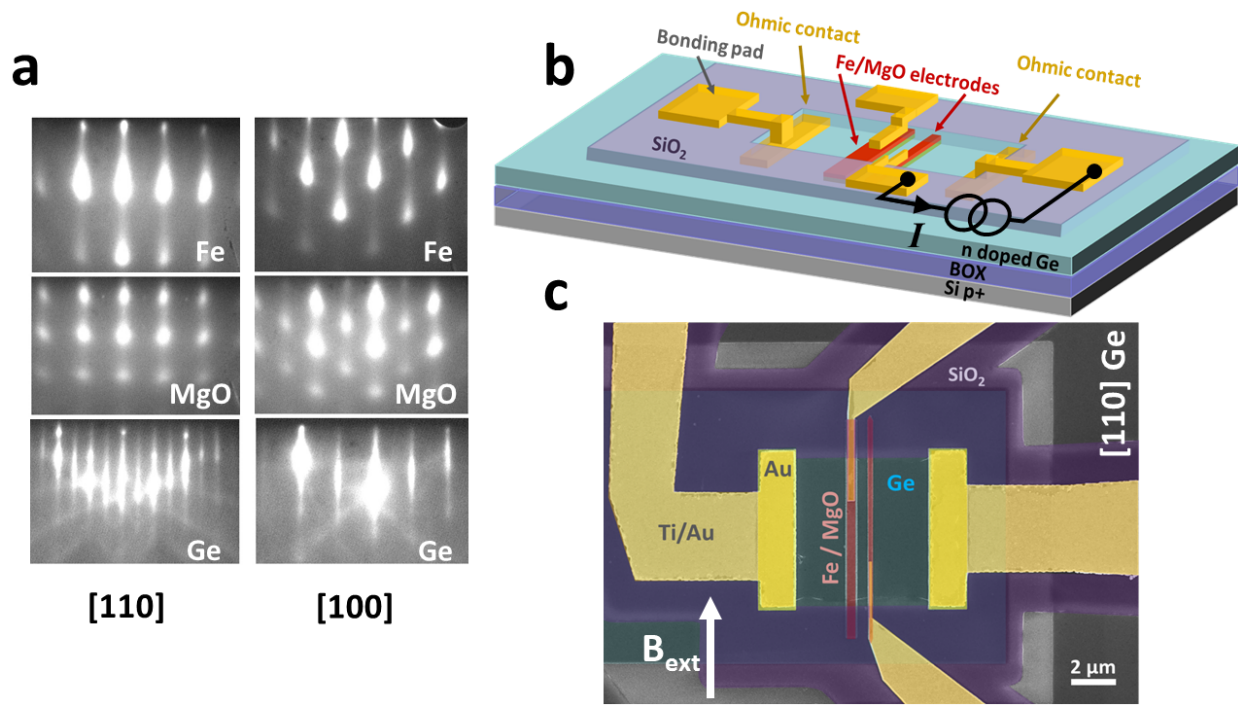 a
Fe
Fe
MgO
MgO
Ge
Ge
[110]
[100]
b
Ohmic contact
Bonding pad
Fe/MgO electrodes
Ohmic contact
SiO₂
I
n doped Ge
BOX
Si p+
c
[110] Ge
SiO₂
Au
Ge
Ti/Au
Fe / MgO
Bext
2 μm